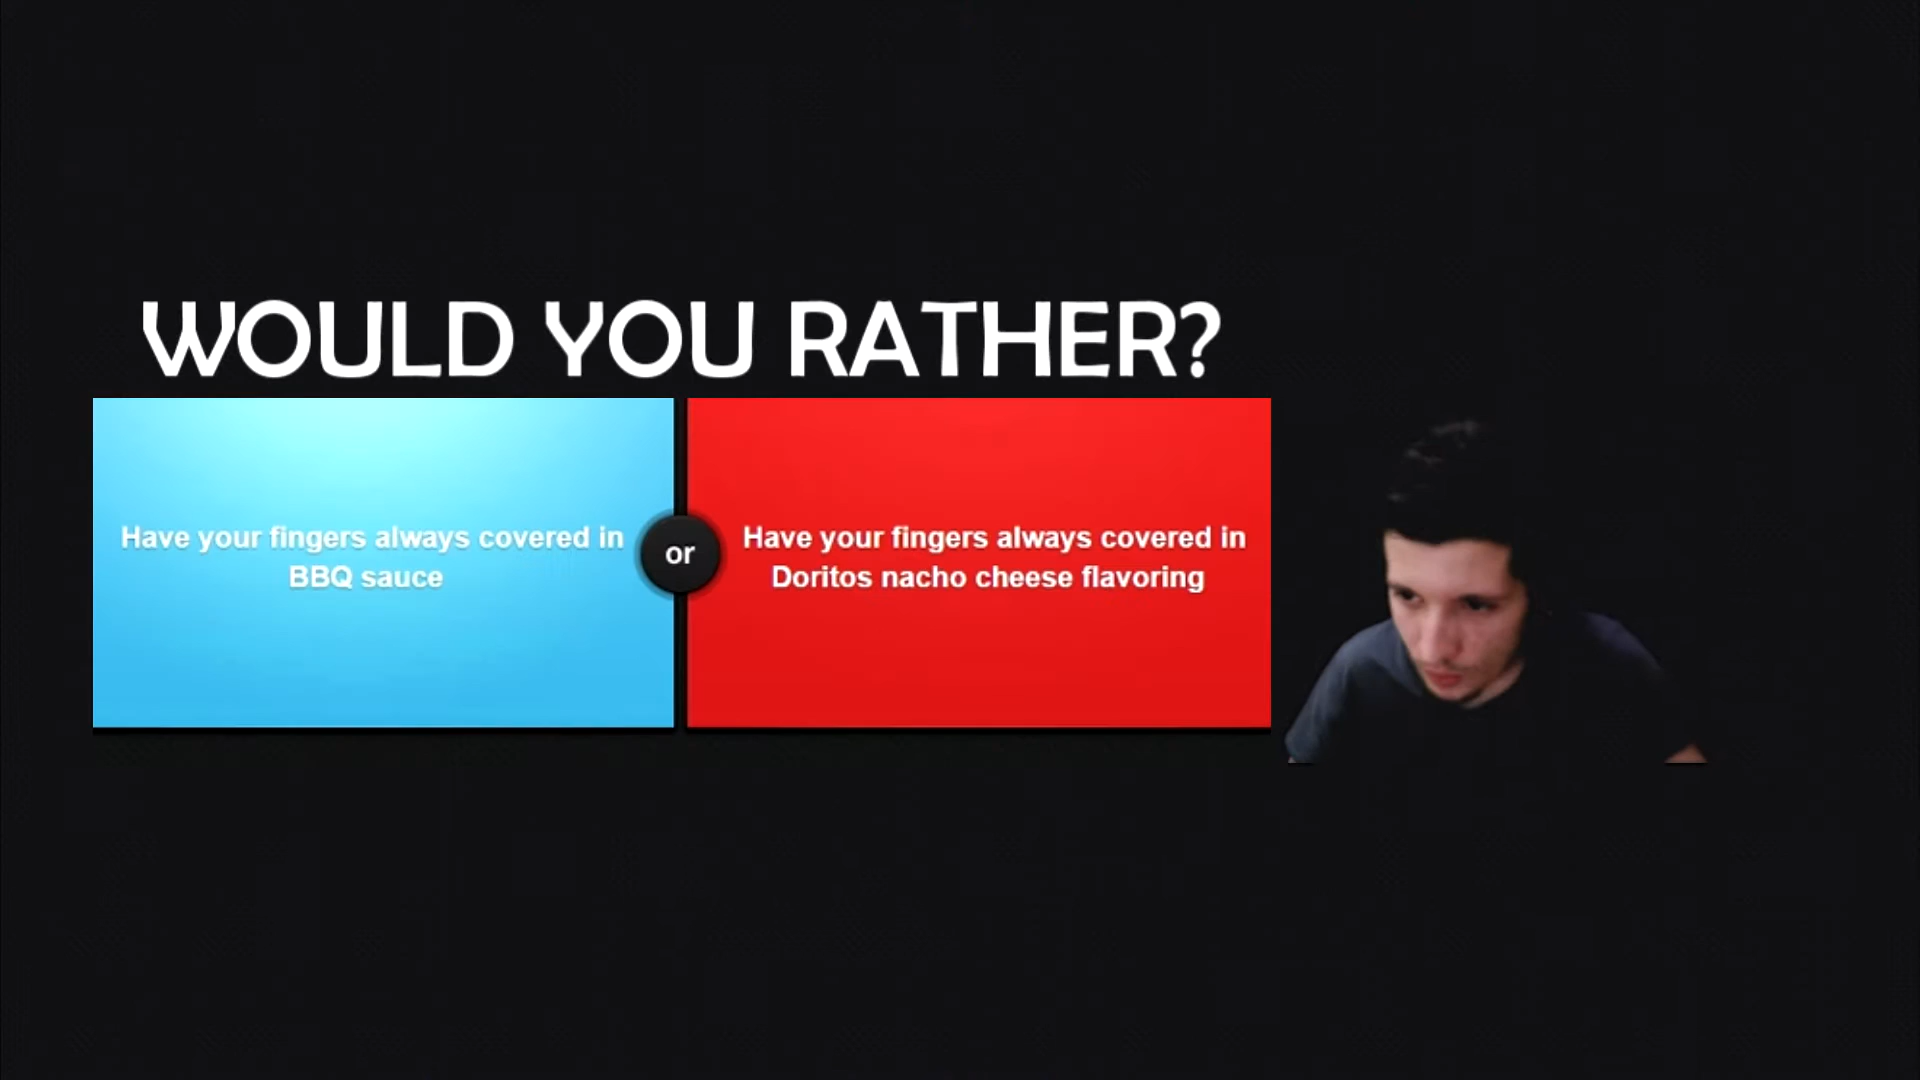 WOULD YOU RATHER?
Have your fingers always covered in
BBQ sauce
or
Have your fingers always covered in
Doritos nacho cheese flavoring